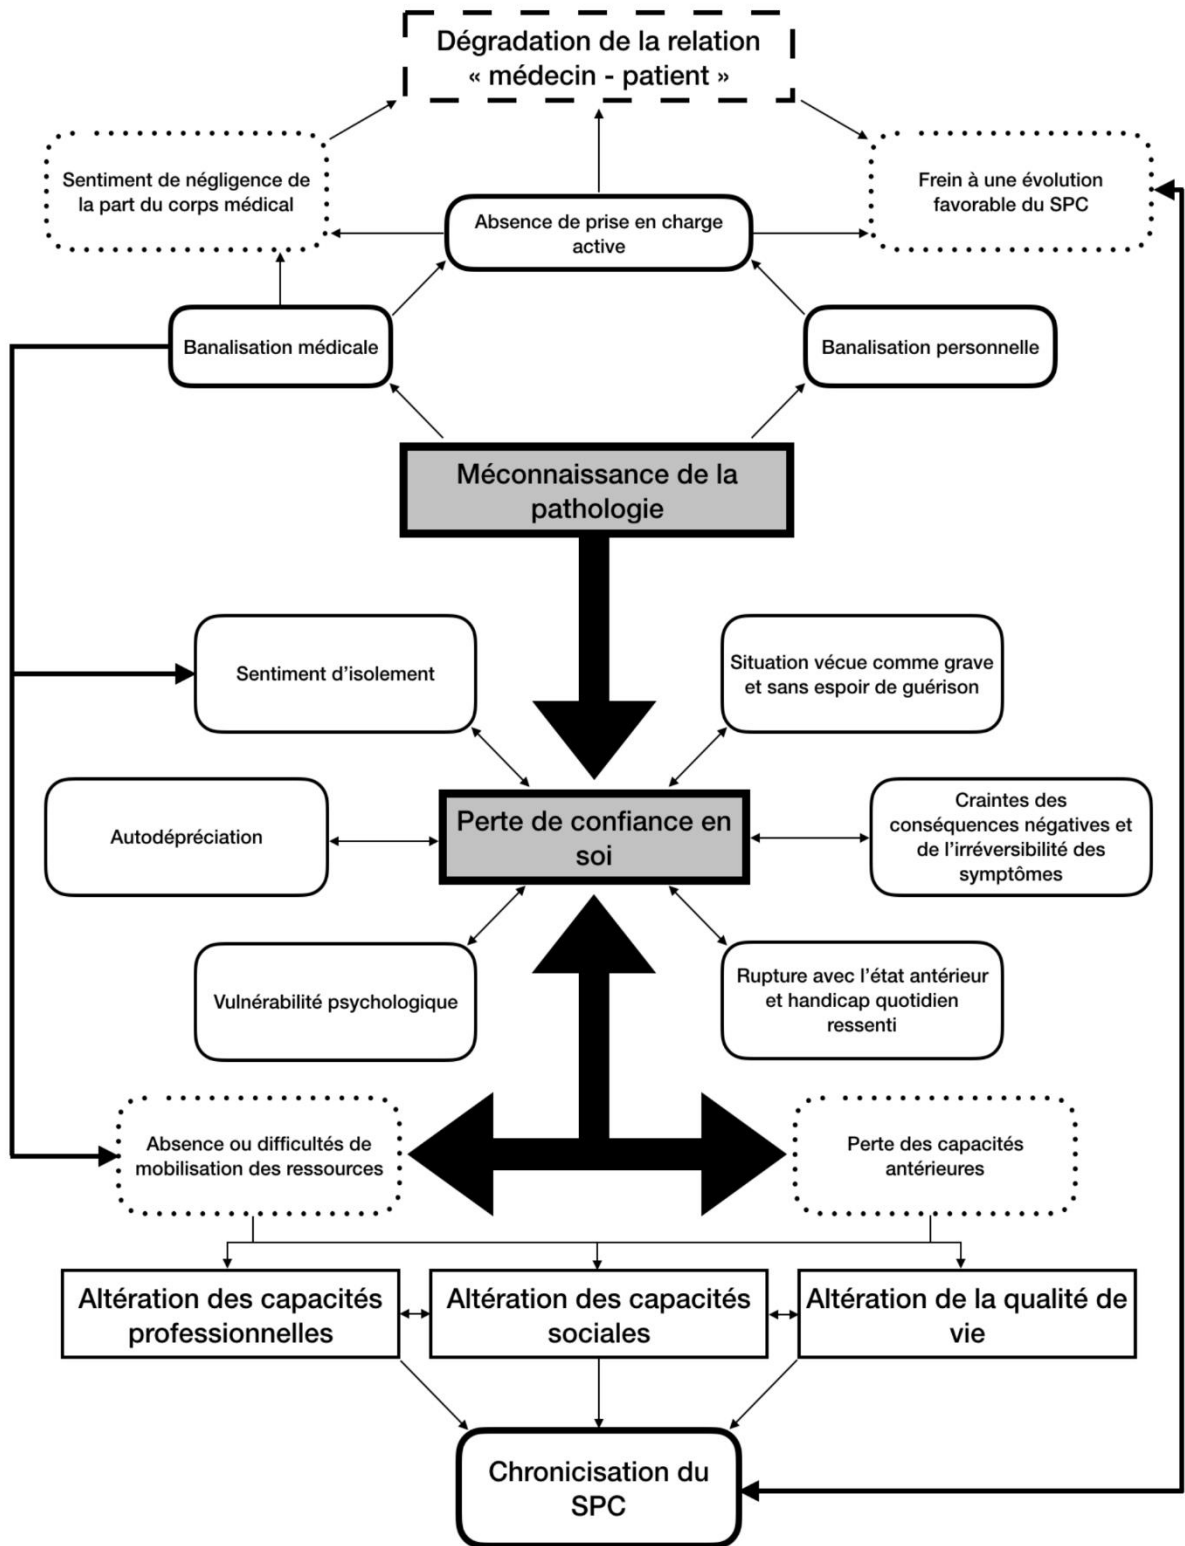 Dégradation de la relation
« médecin - patient »
Sentiment de négligence de
la part du corps médical
Frein à une évolution
favorable du SPC
Absence de prise en charge
active
Banalisation médicale
Banalisation personnelle
Méconnaissance de la
pathologie
Sentiment d’isolement
Situation vécue comme grave
et sans espoir de guérison
Autodépréciation
Perte de confiance en
soi
Craintes des
conséquences négatives et
de l’irréversibilité des
symptômes
Vulnérabilité psychologique
Rupture avec l’état antérieur
et handicap quotidien
ressenti
Absence ou difficultés de
mobilisation des ressources
Perte des capacités
antérieures
Altération des capacités
professionnelles
Altération des capacités
sociales
Altération de la qualité de
vie
Chronicisation du
SPC